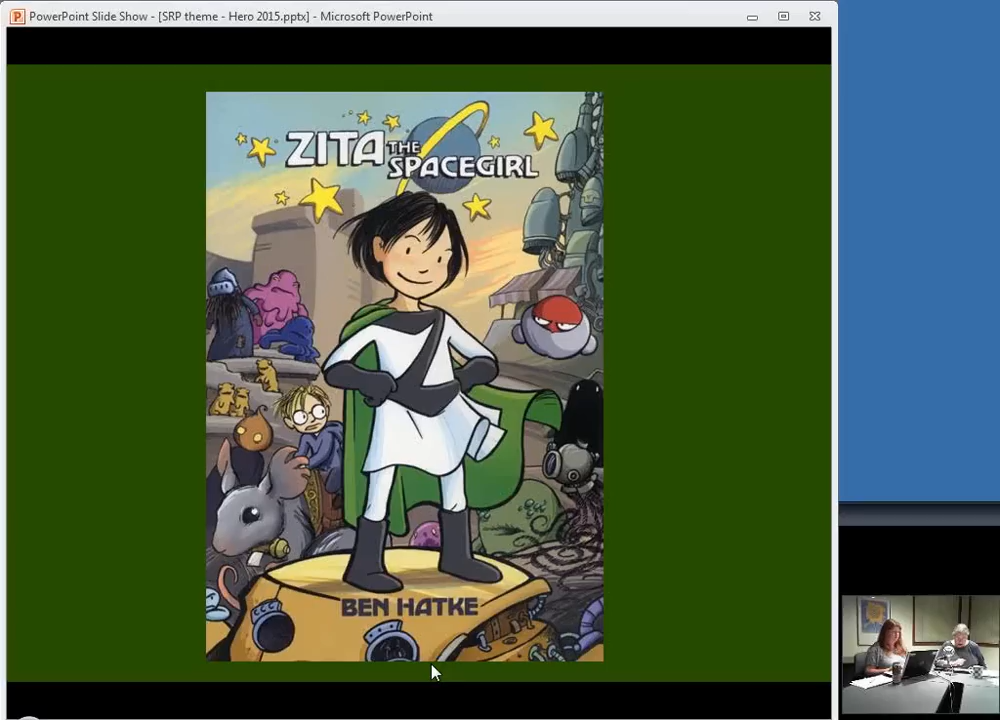 PowerPoint Slide Show - [SRP theme - Hero 2015.pptx] - Microsoft PowerPoint
ZITA THE SPACEGIRL
BEN HATKE